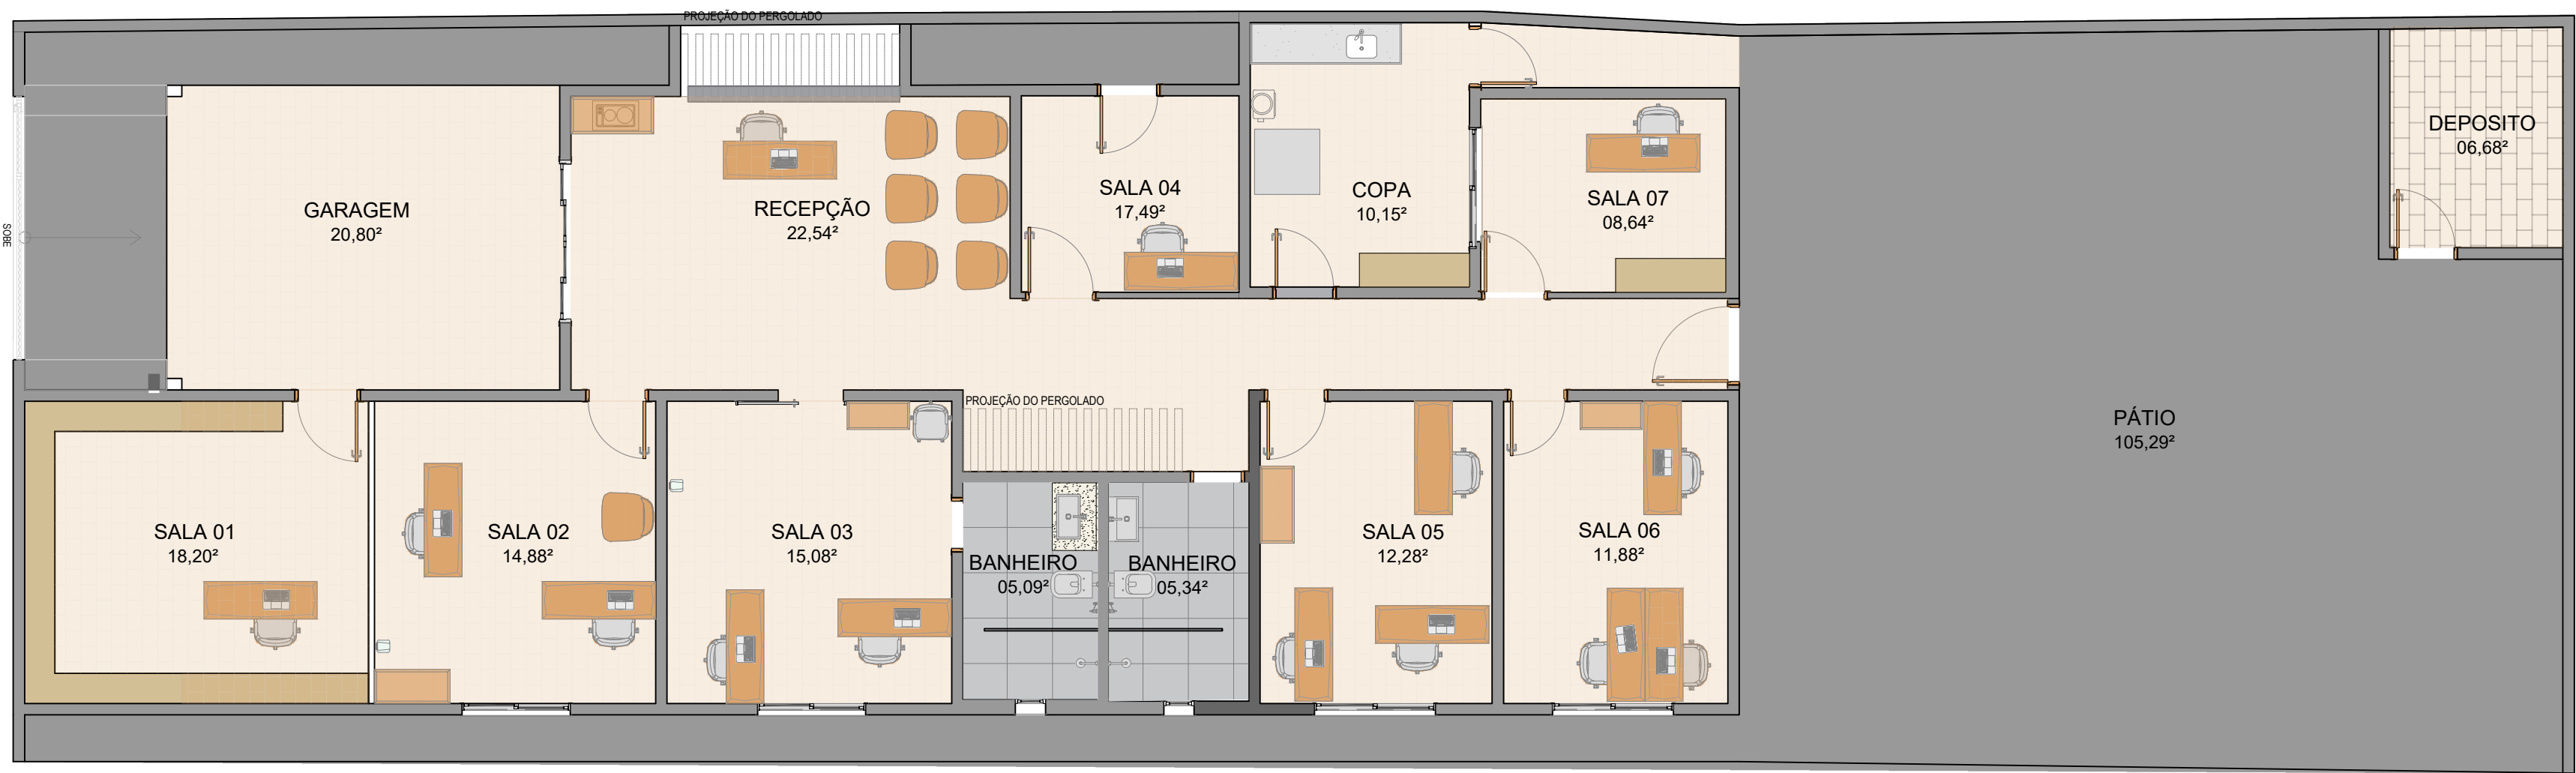 PROJEÇÃO DO PERGOLADO
SOBE
GARAGEM
20,80²
RECEPÇÃO
22,54²
SALA 04
17,49²
COPA
10,15²
SALA 07
08,64²
DEPOSITO
06,68²
PROJEÇÃO DO PERGOLADO
PÁTIO
105,29²
SALA 01
18,20²
SALA 02
14,88²
SALA 03
15,08²
BANHEIRO
05,09²
BANHEIRO
05,34²
SALA 05
12,28²
SALA 06
11,88²